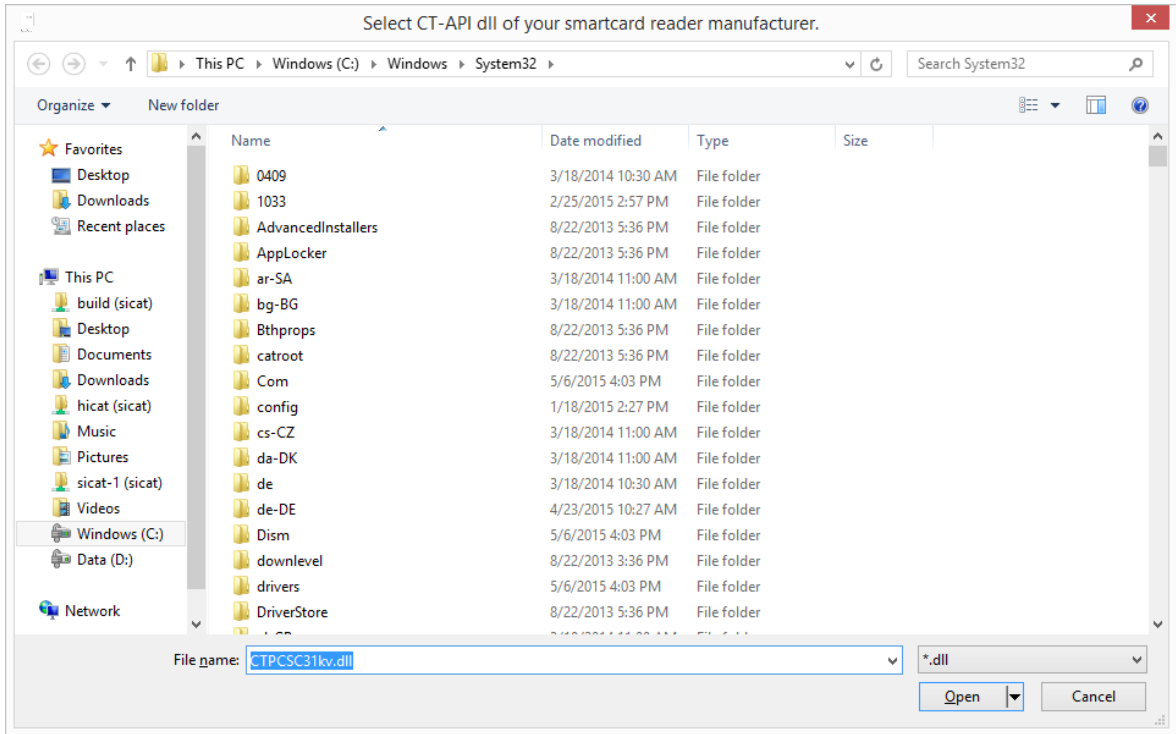 Select CT-API dll of your smartcard reader manufacturer.
This PC Windows (C:) Windows System32
Search System32
Organize New folder
Name Date modified Type Size
Favorites
Desktop
Downloads
Recent places
This PC
build (sicat)
Desktop
Documents
Downloads
hicat (sicat)
Music
Pictures
sicat-1 (sicat)
Videos
Windows (C:)
Data (D:)
Network
0409 3/18/2014 10:30 AM File folder
1033 2/25/2015 2:57 PM File folder
AdvancedInstallers 8/22/2013 5:36 PM File folder
AppLocker 8/22/2013 5:36 PM File folder
ar-SA 3/18/2014 11:00 AM File folder
bg-BG 3/18/2014 11:00 AM File folder
Bthprops 8/22/2013 5:36 PM File folder
catroot 8/22/2013 5:36 PM File folder
Com 5/6/2015 4:03 PM File folder
config 1/18/2015 2:27 PM File folder
cs-CZ 3/18/2014 11:00 AM File folder
da-DK 3/18/2014 11:00 AM File folder
de 3/18/2014 10:30 AM File folder
de-DE 4/23/2015 10:27 AM File folder
Dism 5/6/2015 4:03 PM File folder
downlevel 8/22/2013 3:36 PM File folder
drivers 5/6/2015 4:03 PM File folder
DriverStore 8/22/2013 5:36 PM File folder
File name: CTPCSC31kv.dll *.dll
Open Cancel